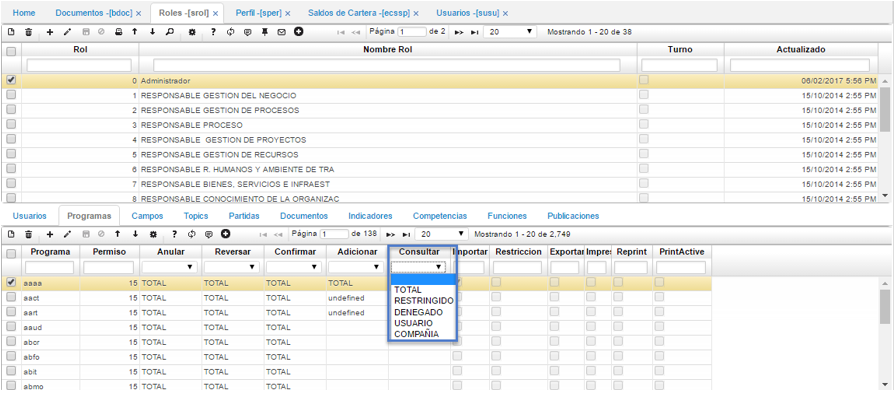 Home Documentos -[bdoc] × Roles -[srol] × Perfil -[sper] × Saldos de Cartera -[ecssp] × Usuarios -[susu] ×
Página 1 de 2 20 Mostrando 1 - 20 de 38
Rol Nombre Rol Turno Actualizado
0 Administrador 06/02/2017 5:56 PM
1 RESPONSABLE GESTION DEL NEGOCIO 15/10/2014 2:55 PM
2 RESPONSABLE GESTION DE PROCESOS 15/10/2014 2:55 PM
3 RESPONSABLE PROCESO 15/10/2014 2:55 PM
4 RESPONSABLE GESTION DE PROYECTOS 15/10/2014 2:55 PM
5 RESPONSABLE GESTION DE RECURSOS 15/10/2014 2:55 PM
6 RESPONSABLE R. HUMANOS Y AMBIENTE DE TRA 15/10/2014 2:55 PM
7 RESPONSABLE BIENES, SERVICIOS E INFRAEST 15/10/2014 2:55 PM
8 RESPONSABLE CONOCIMIENTO DE LA ORGANIZAC 15/10/2014 2:55 PM
Usuarios Programas Campos Topics Partidas Documentos Indicadores Competencias Funciones Publicaciones
Página 1 de 138 20 Mostrando 1 - 20 de 2,749
Programa Permiso Anular Reversar Confirmar Adicionar Consultar Importar Restriccion Exportar Impres Reprint PrintActive
aaaa 15 TOTAL TOTAL TOTAL TOTAL
TOTAL
aact 15 TOTAL TOTAL TOTAL undefined RESTRINGIDO
aart 15 TOTAL TOTAL TOTAL undefined DENEGADO
aaud 15 TOTAL TOTAL TOTAL USUARIO
COMPAÑIA
abcr 15 TOTAL TOTAL TOTAL
abfo 15 TOTAL TOTAL TOTAL
abit 15 TOTAL TOTAL TOTAL
abmo 15 TOTAL TOTAL TOTAL